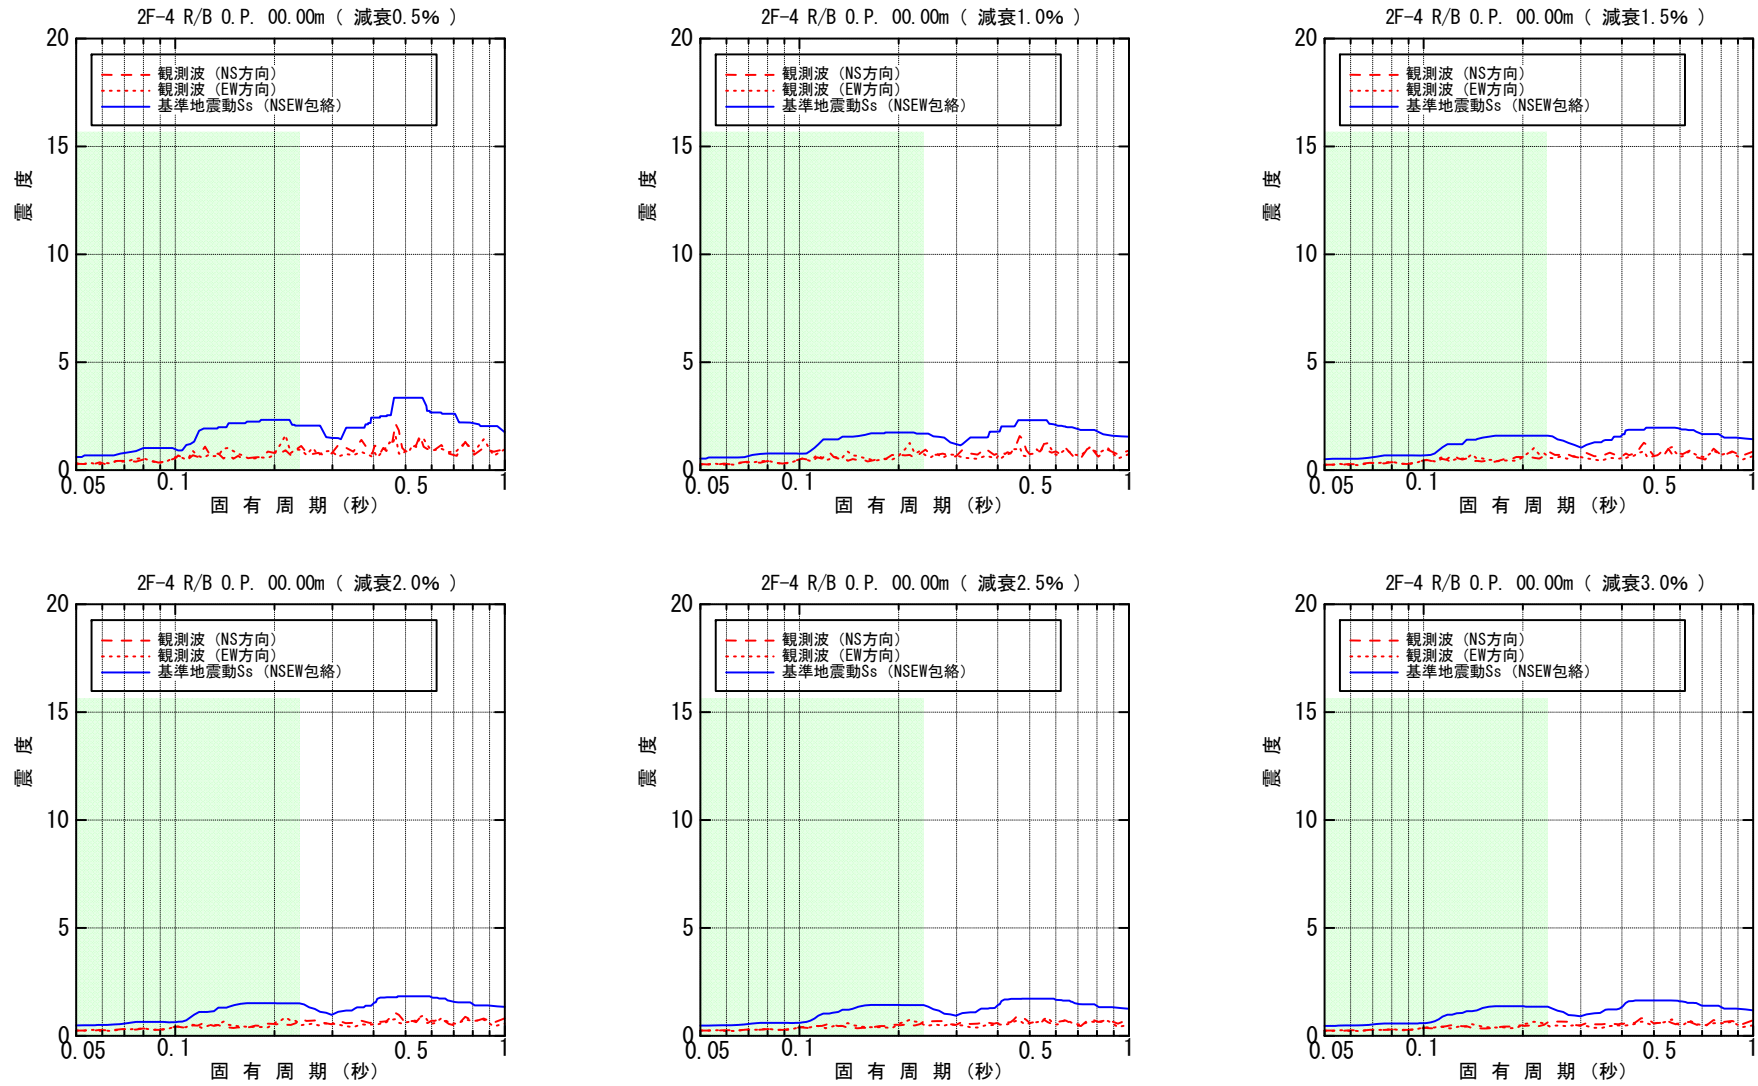 2F-4 R/B O.P. 00.00m ( 減衰0.5% )
20
観測波 (NS方向)
観測波 (EW方向)
基準地震動Ss (NSEW包絡)
15
震度
10
5
0
0.05 0.1 0.5 1
固有周期(秒)
2F-4 R/B O.P. 00.00m ( 減衰1.0% )
20
観測波 (NS方向)
観測波 (EW方向)
基準地震動Ss (NSEW包絡)
15
震度
10
5
0
0.05 0.1 0.5 1
固有周期(秒)
2F-4 R/B O.P. 00.00m ( 減衰1.5% )
20
観測波 (NS方向)
観測波 (EW方向)
基準地震動Ss (NSEW包絡)
15
震度
10
5
0
0.05 0.1 0.5 1
固有周期(秒)
2F-4 R/B O.P. 00.00m ( 減衰2.0% )
20
観測波 (NS方向)
観測波 (EW方向)
基準地震動Ss (NSEW包絡)
15
震度
10
5
0
0.05 0.1 0.5 1
固有周期(秒)
2F-4 R/B O.P. 00.00m ( 減衰2.5% )
20
観測波 (NS方向)
観測波 (EW方向)
基準地震動Ss (NSEW包絡)
15
震度
10
5
0
0.05 0.1 0.5 1
固有周期(秒)
2F-4 R/B O.P. 00.00m ( 減衰3.0% )
20
観測波 (NS方向)
観測波 (EW方向)
基準地震動Ss (NSEW包絡)
15
震度
10
5
0
0.05 0.1 0.5 1
固有周期(秒)